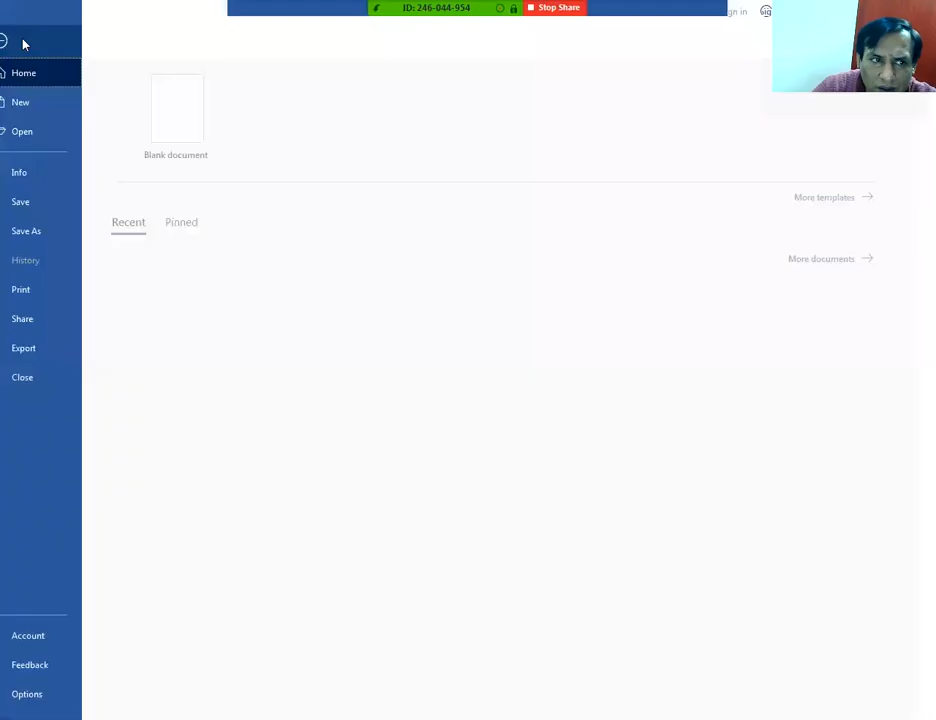 ID: 246-044-954
Stop Share
Home
New
Open
Info
Save
Save As
History
Print
Share
Export
Close
Account
Feedback
Options
Blank document
More templates
Recent
Pinned
More documents